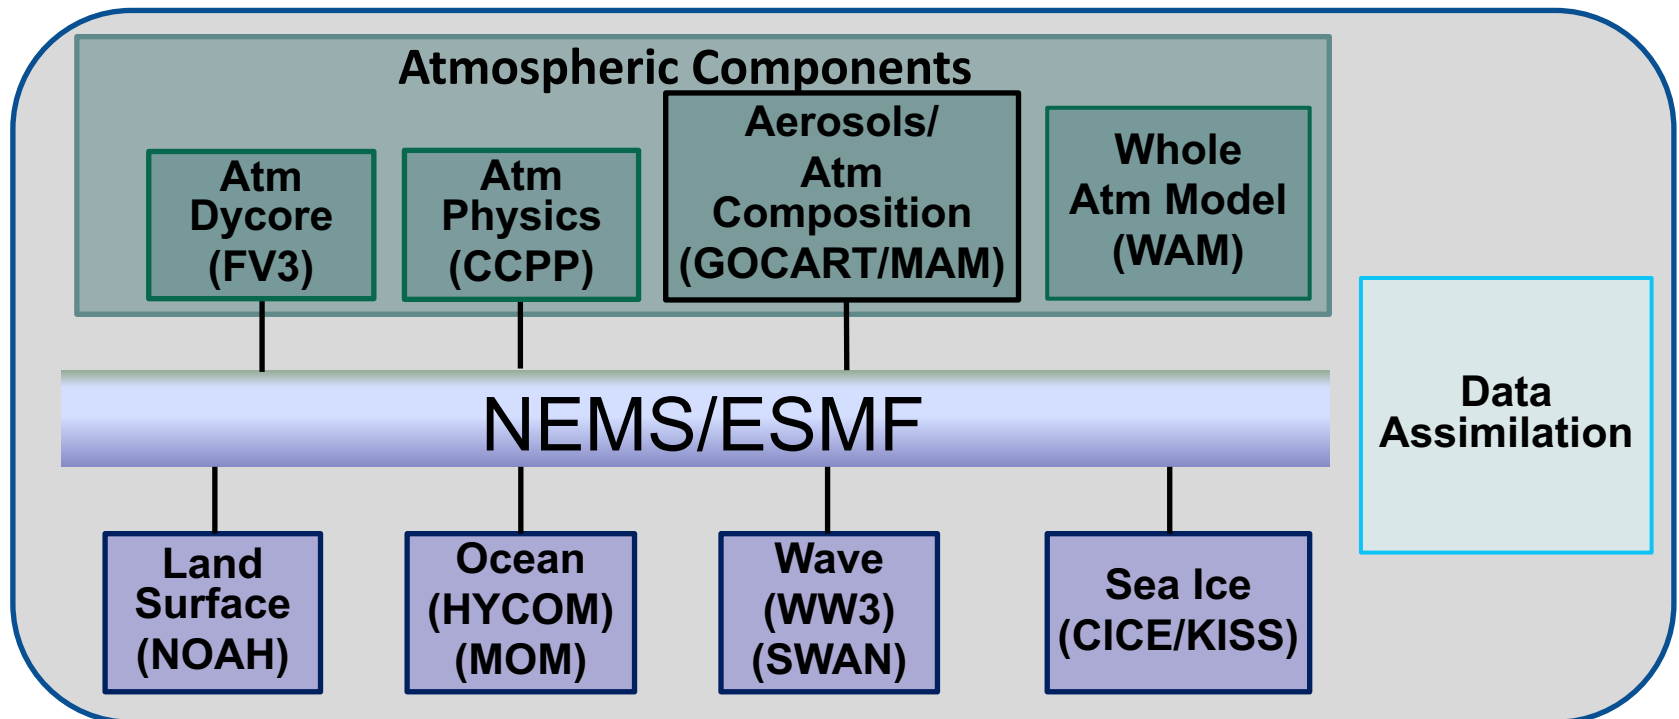 Atmospheric Components
Atm
Dycore
(FV3)
Atm
Physics
(CCPP)
Aerosols/
Atm
Composition
(GOCART/MAM)
Whole
Atm Model
(WAM)
NEMS/ESMF
Data
Assimilation
Land
Surface
(NOAH)
Ocean
(HYCOM)
(MOM)
Wave
(WW3)
(SWAN)
Sea Ice
(CICE/KISS)